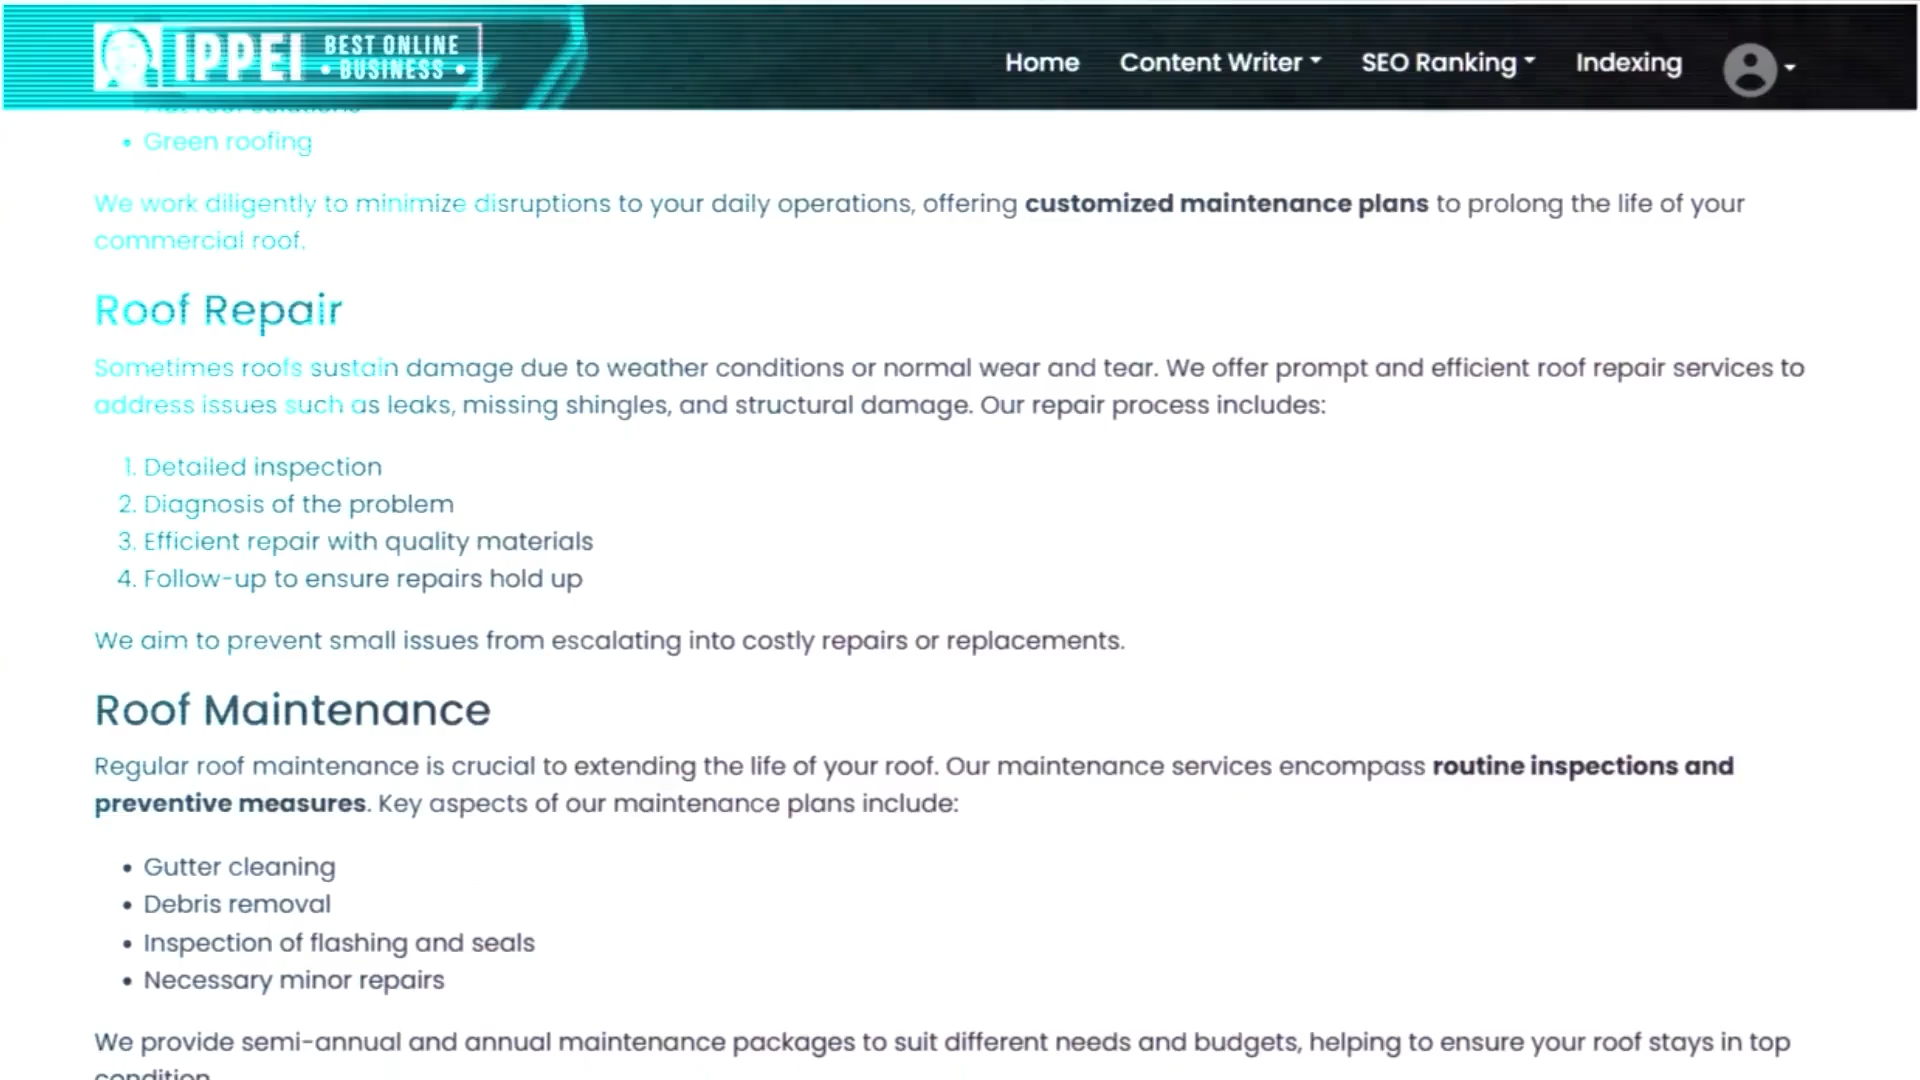 IPPEI BEST ONLINE
• BUSINESS •
Home Content Writer SEO Ranking Indexing
• Green roofing
We work diligently to minimize disruptions to your daily operations, offering customized maintenance plans to prolong the life of your
commercial roof.
Roof Repair
Sometimes roofs sustain damage due to weather conditions or normal wear and tear. We offer prompt and efficient roof repair services to
address issues such as leaks, missing shingles, and structural damage. Our repair process includes:
1. Detailed inspection
2. Diagnosis of the problem
3. Efficient repair with quality materials
4. Follow-up to ensure repairs hold up
We aim to prevent small issues from escalating into costly repairs or replacements.
Roof Maintenance
Regular roof maintenance is crucial to extending the life of your roof. Our maintenance services encompass routine inspections and
preventive measures. Key aspects of our maintenance plans include:
• Gutter cleaning
• Debris removal
• Inspection of flashing and seals
• Necessary minor repairs
We provide semi-annual and annual maintenance packages to suit different needs and budgets, helping to ensure your roof stays in top
condition.